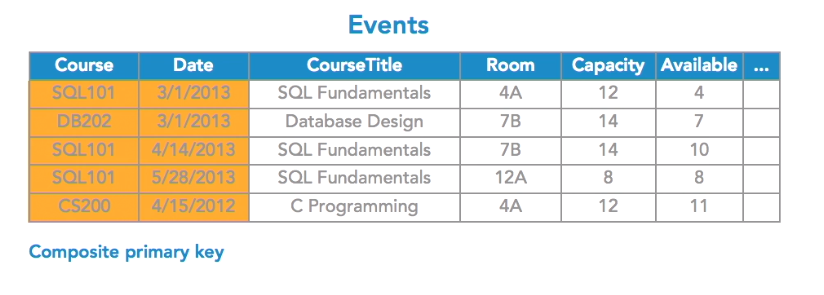 Events
Course Date CourseTitle Room Capacity Available ...
SQL101 3/1/2013 SQL Fundamentals 4A 12 4
DB202 3/1/2013 Database Design 7B 14 7
SQL101 4/14/2013 SQL Fundamentals 7B 14 10
SQL101 5/28/2013 SQL Fundamentals 12A 8 8
CS200 4/15/2012 C Programming 4A 12 11
Composite primary key